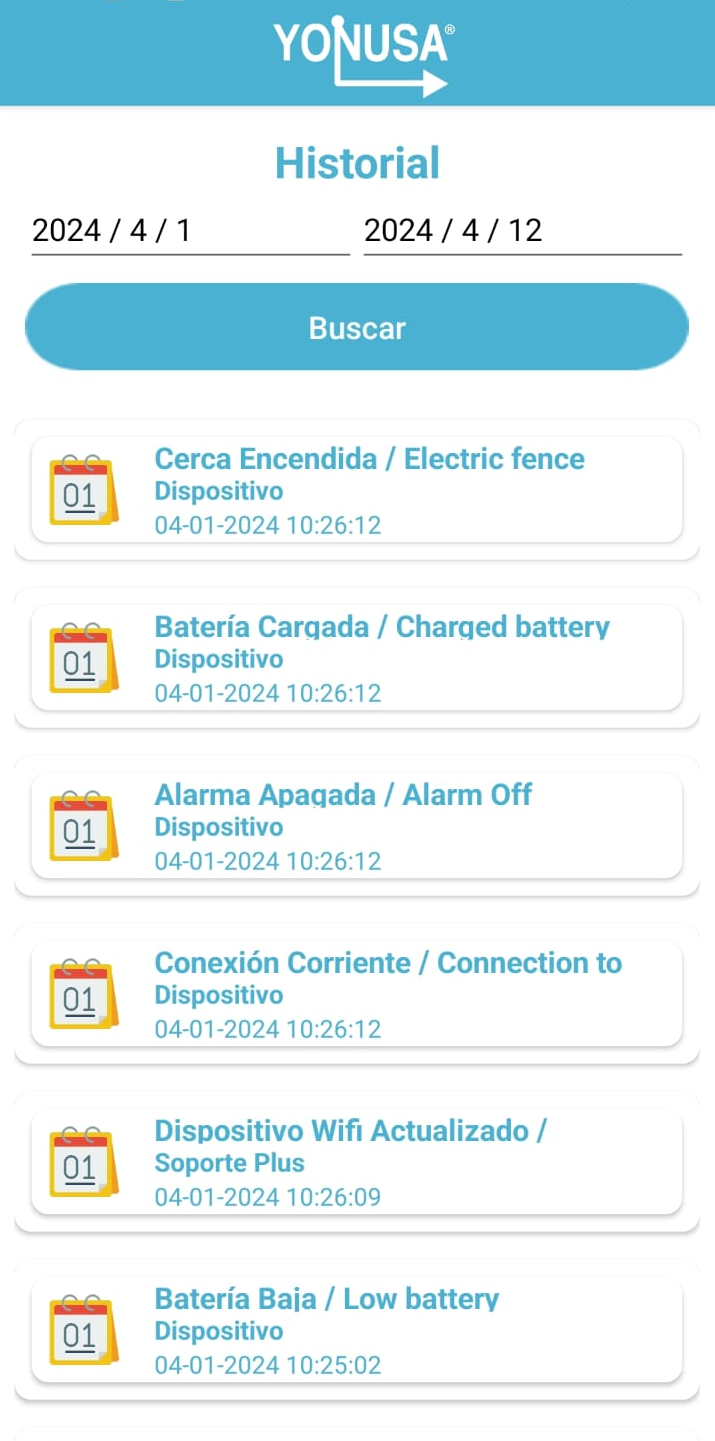 YONUSA®
Historial
2024 / 4 / 1
2024 / 4 / 12
Buscar
01
Cerca Encendida / Electric fence
Dispositivo
04-01-2024 10:26:12
01
Batería Cargada / Charged battery
Dispositivo
04-01-2024 10:26:12
01
Alarma Apagada / Alarm Off
Dispositivo
04-01-2024 10:26:12
01
Conexión Corriente / Connection to
Dispositivo
04-01-2024 10:26:12
01
Dispositivo Wifi Actualizado /
Soporte Plus
04-01-2024 10:26:09
01
Batería Baja / Low battery
Dispositivo
04-01-2024 10:25:02